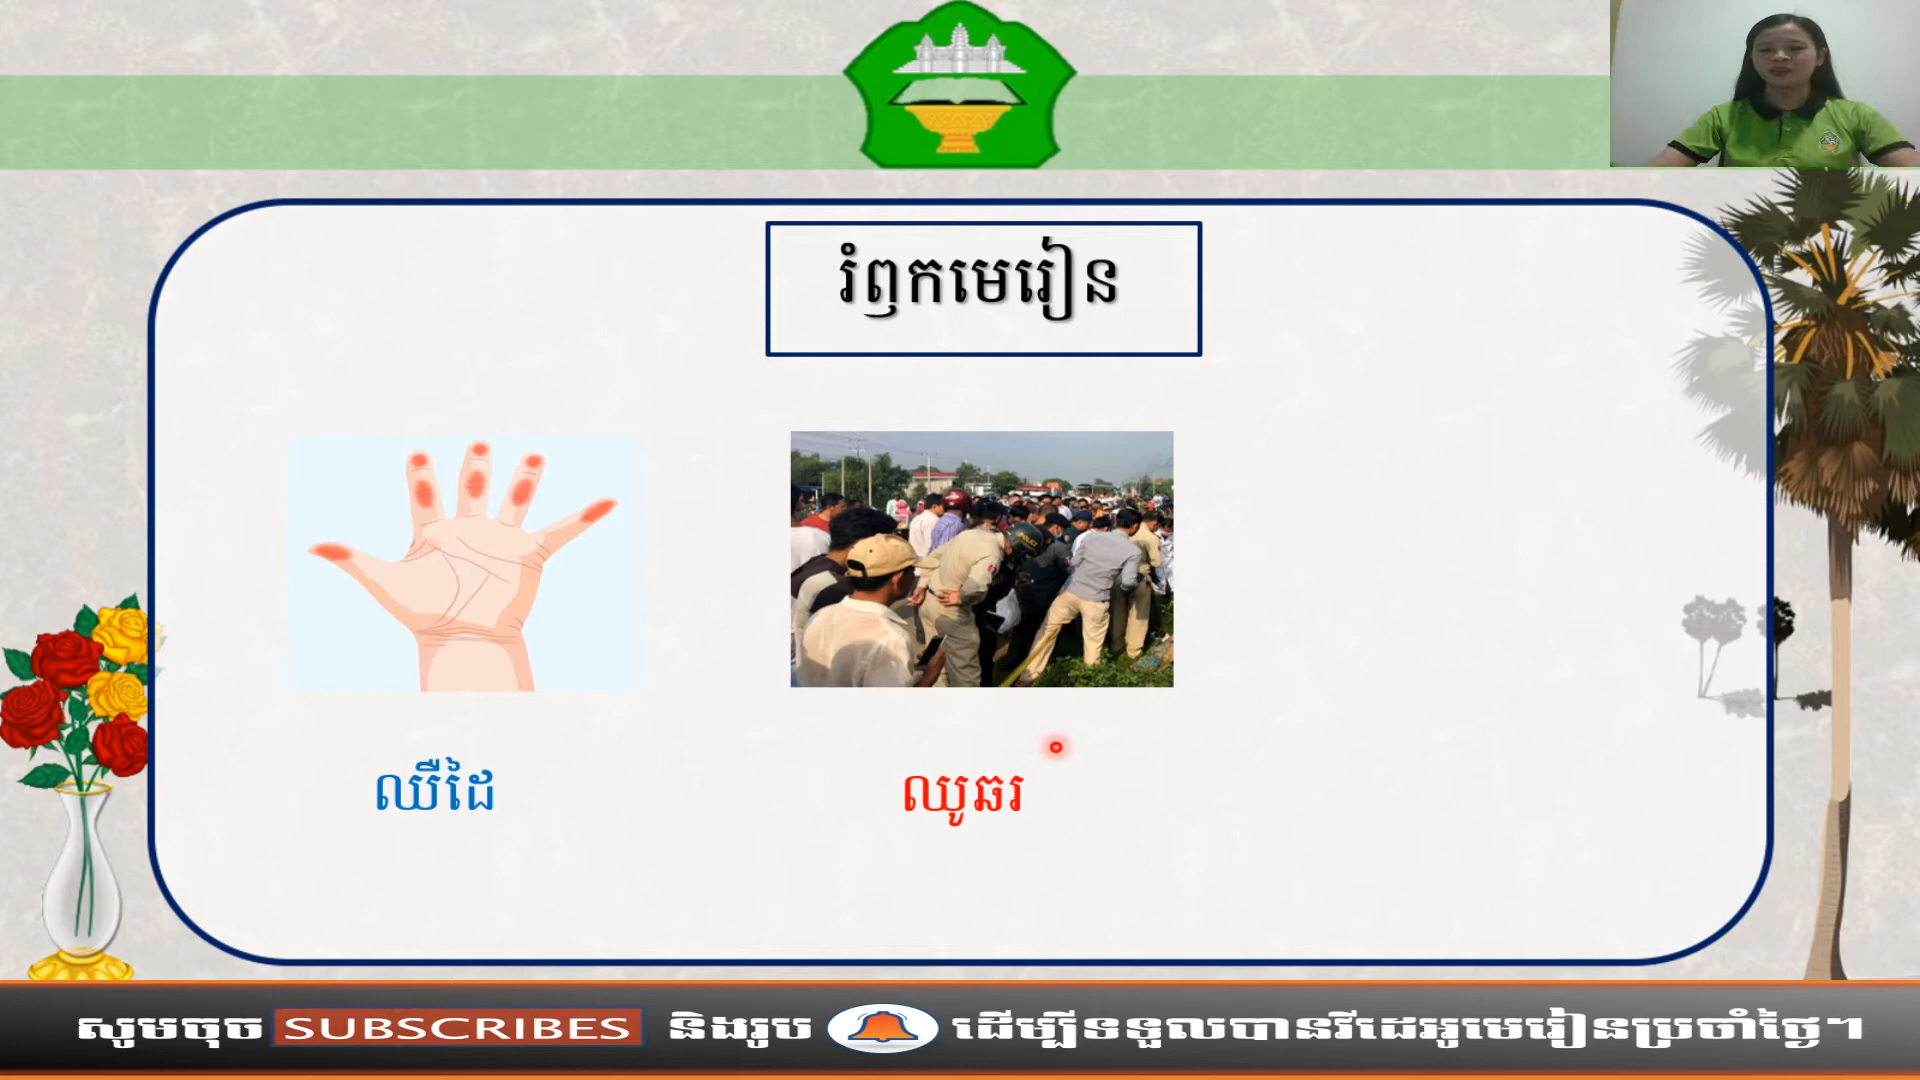 រំឭកមេរៀន
POLICE
ឈឺដៃ
ឈូឆរ
សូមចុច SUBSCRIBES និងរូប ដើម្បីទទួលបានវីដេអូមេរៀនប្រចាំថ្ងៃ។